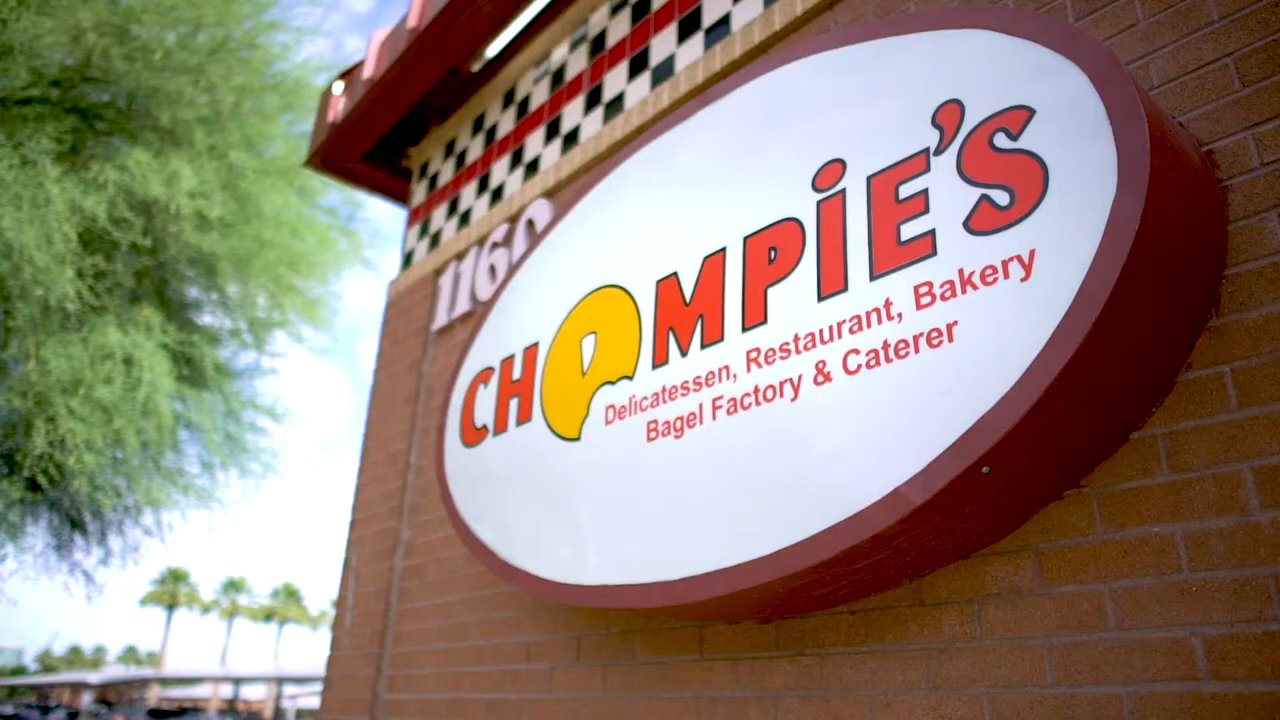 CHOMPiE'S
Delicatessen, Restaurant, Bakery
Bagel Factory & Caterer